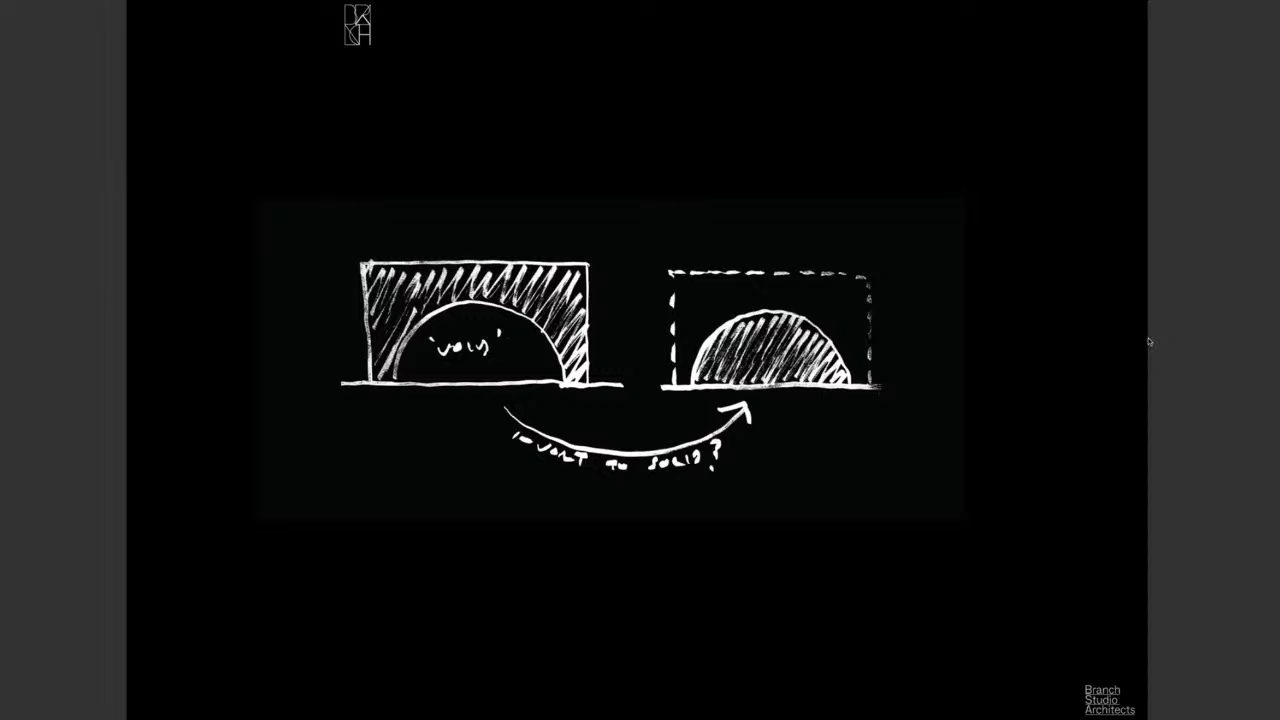 'VOID'
INVERT TO SOLID?
Branch
Studio
Architects